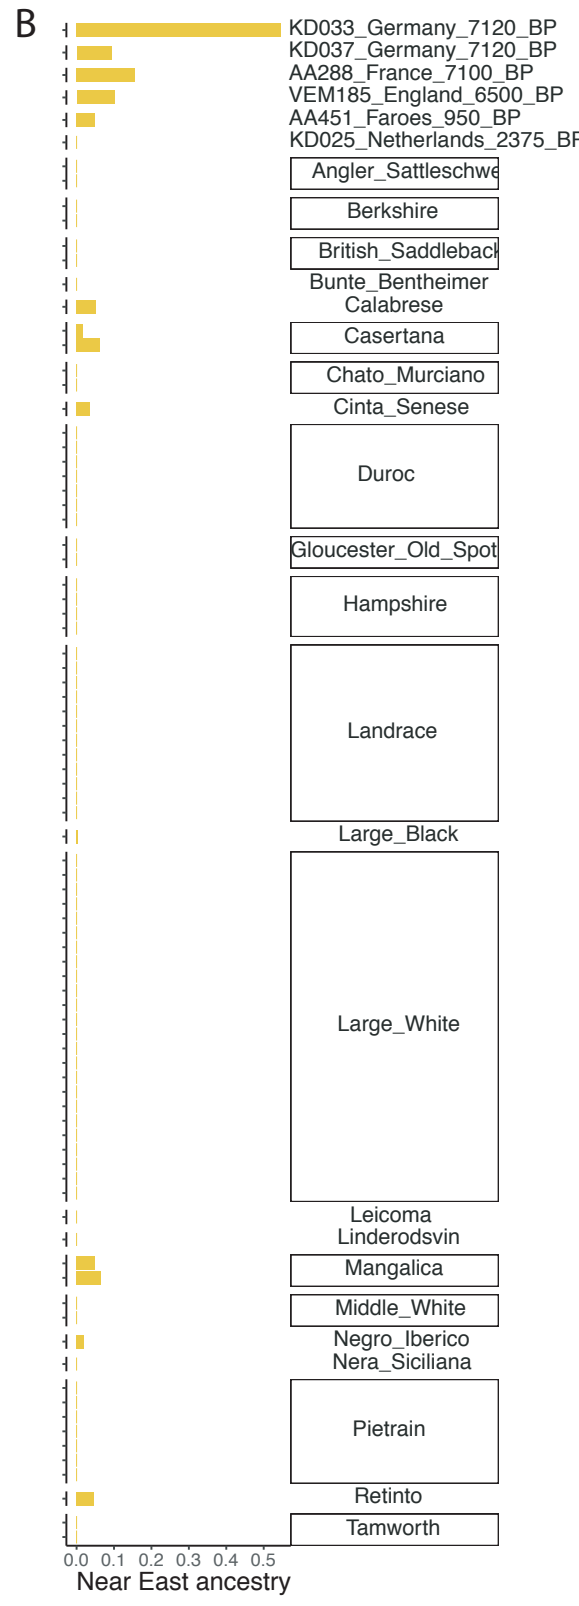 B
KD033_Germany_7120_BP
KD037_Germany_7120_BP
AA288_France_7100_BP
VEM185_England_6500_BP
AA451_Faroes_950_BP
KD025_Netherlands_2375_BP
Angler_Sattleschwe
Berkshire
British_Saddleback
Bunte_Bentheimer
Calabrese
Casertana
Chato_Murciano
Cinta_Senese
Duroc
Gloucester_Old_Spot
Hampshire
Landrace
Large_Black
Large_White
Leicoma
Linderodsvin
Mangalica
Middle_White
Negro_Iberico
Nera_Siciliana
Pietrain
Retinto
Tamworth
0.0 0.1 0.2 0.3 0.4 0.5
Near East ancestry